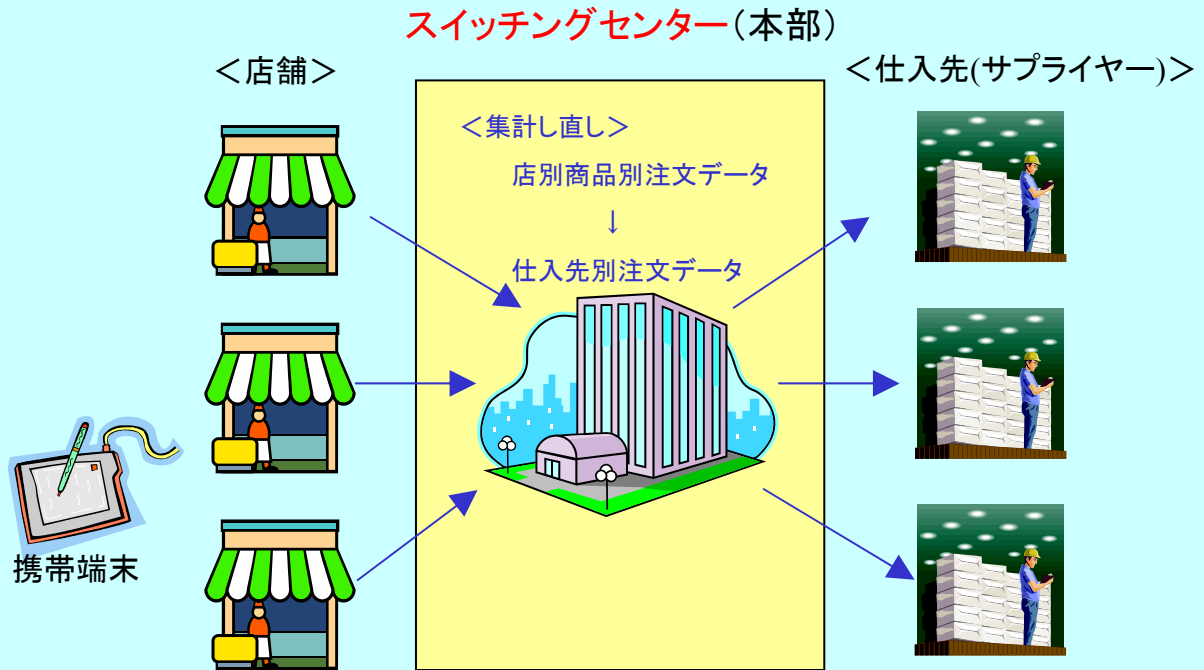 スイッチングセンター(本部)
<店舗>
<仕入先(サプライヤー)>
<集計し直し>
店別商品別注文データ
↓
仕入先別注文データ
携帯端末